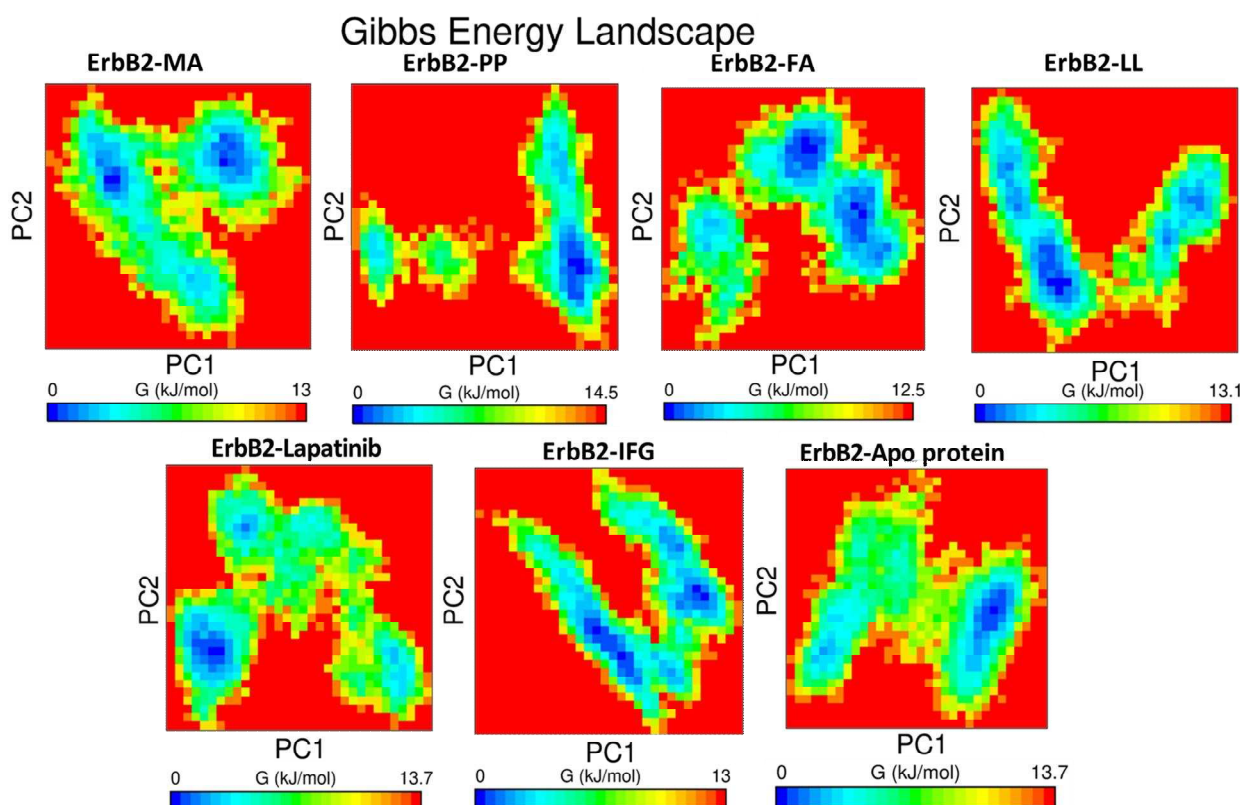 Gibbs Energy Landscape
ErbB2-MA
ErbB2-PP
ErbB2-FA
ErbB2-LL
PC2
PC2
PC2
PC2
PC1
PC1
PC1
PC1
0 G (kJ/mol) 13
0 G (kJ/mol) 14.5
0 G (kJ/mol) 12.5
0 G (kJ/mol) 13.1
ErbB2-Lapatinib
ErbB2-IFG
ErbB2-Apo protein
PC2
PC2
PC2
PC1
PC1
PC1
0 G (kJ/mol) 13.7
0 G (kJ/mol) 13
0 G (kJ/mol) 13.7